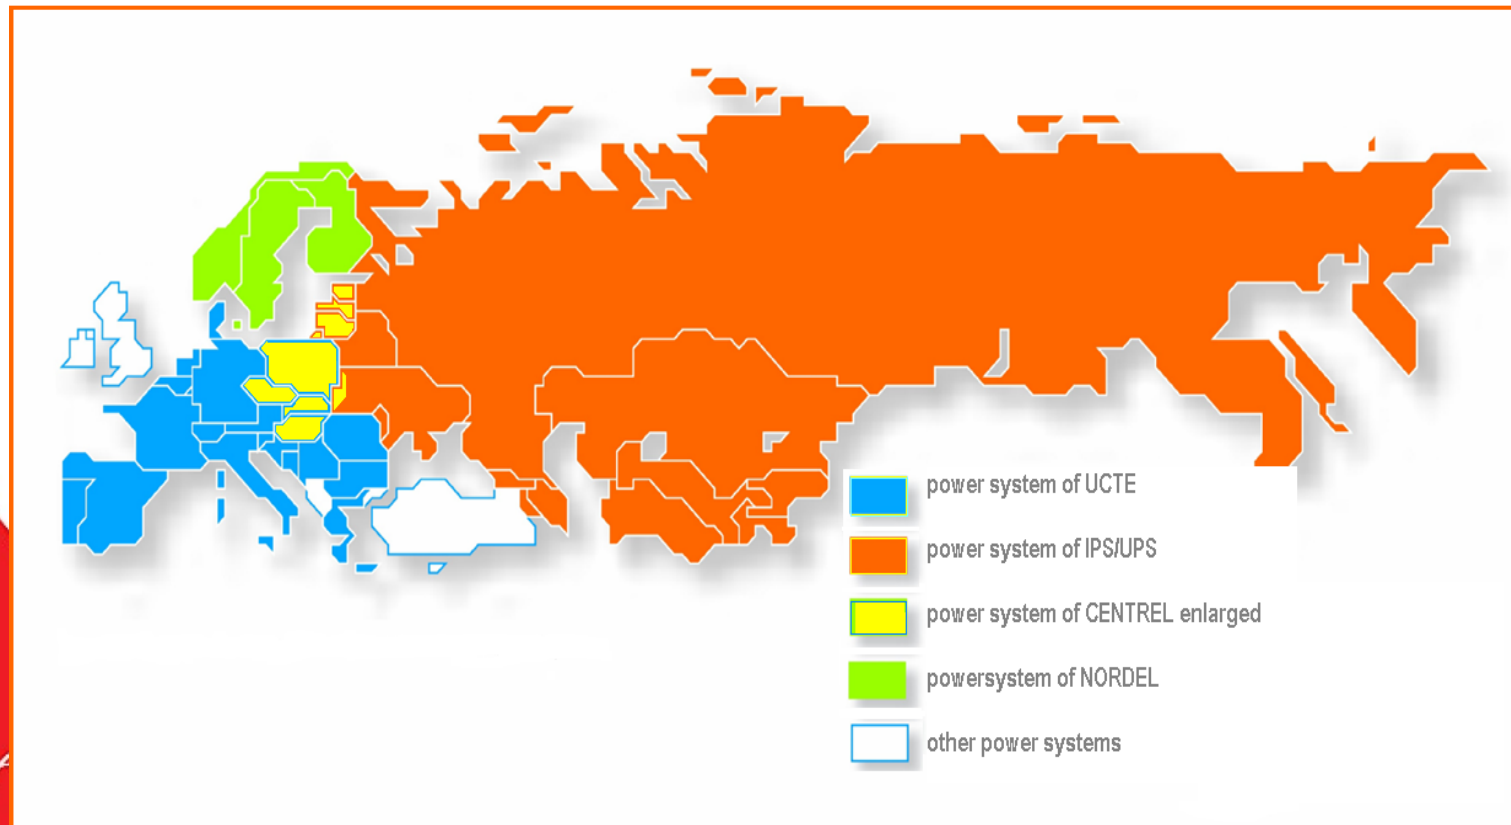 power system of UCTE
power system of IPS/UPS
power system of CENTREL enlarged
powersystem of NORDEL
other power systems